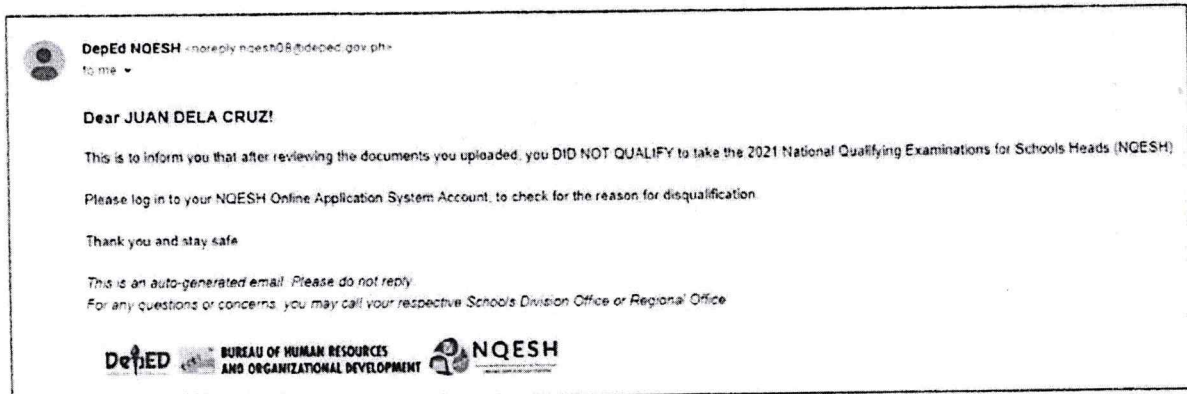 DepEd NQESH <noreply.nqesh08@deped.gov.ph>
to me
Dear JUAN DELA CRUZ!
This is to inform you that after reviewing the documents you uploaded, you DID NOT QUALIFY to take the 2021 National Qualifying Examinations for Schools Heads (NQESH)
Please log in to your NQESH Online Application System Account, to check for the reason for disqualification.
Thank you and stay safe
This is an auto-generated email. Please do not reply.
For any questions or concerns, you may call your respective Schools Division Office or Regional Office
DepED BUREAU OF HUMAN RESOURCES NQESH
AND ORGANIZATIONAL DEVELOPMENT